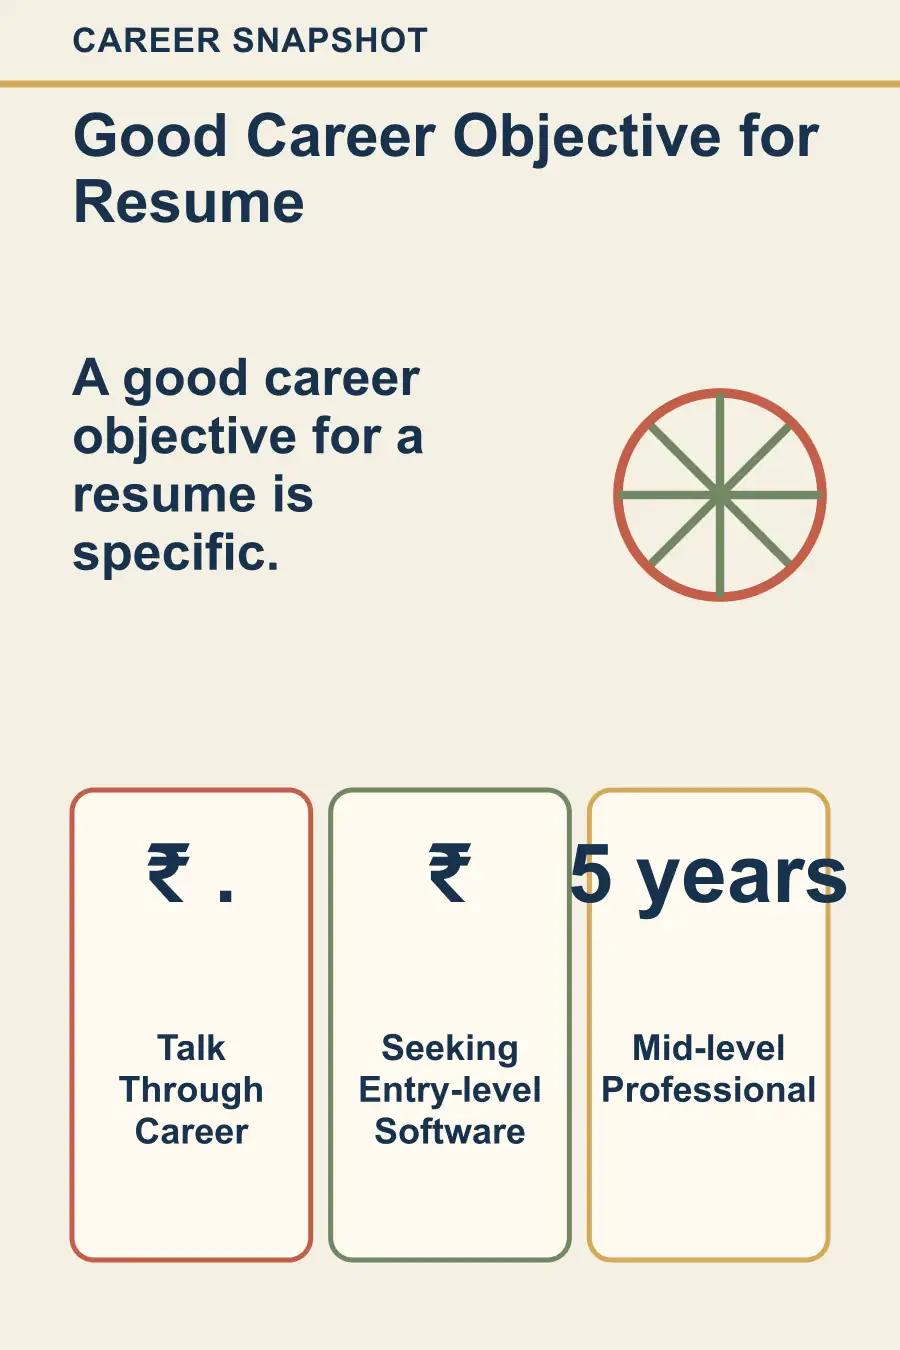 CAREER SNAPSHOT
Good Career Objective for
Resume
A good career
objective for a
resume is
specific.
₹ .
Talk
Through
Career
₹
Seeking
Entry-level
Software
5 years
Mid-level
Professional